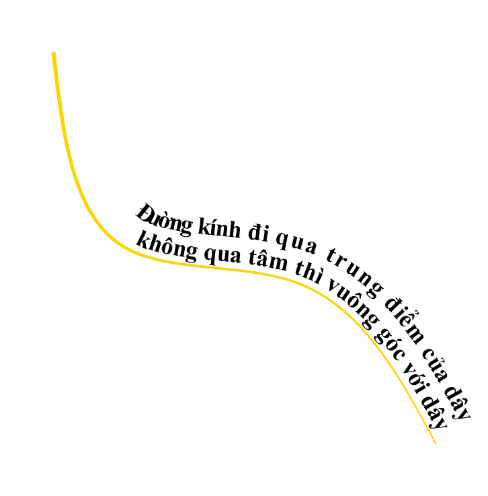 Đường kính đi qua trung điểm của dây
không qua tâm thì vuông góc với dây